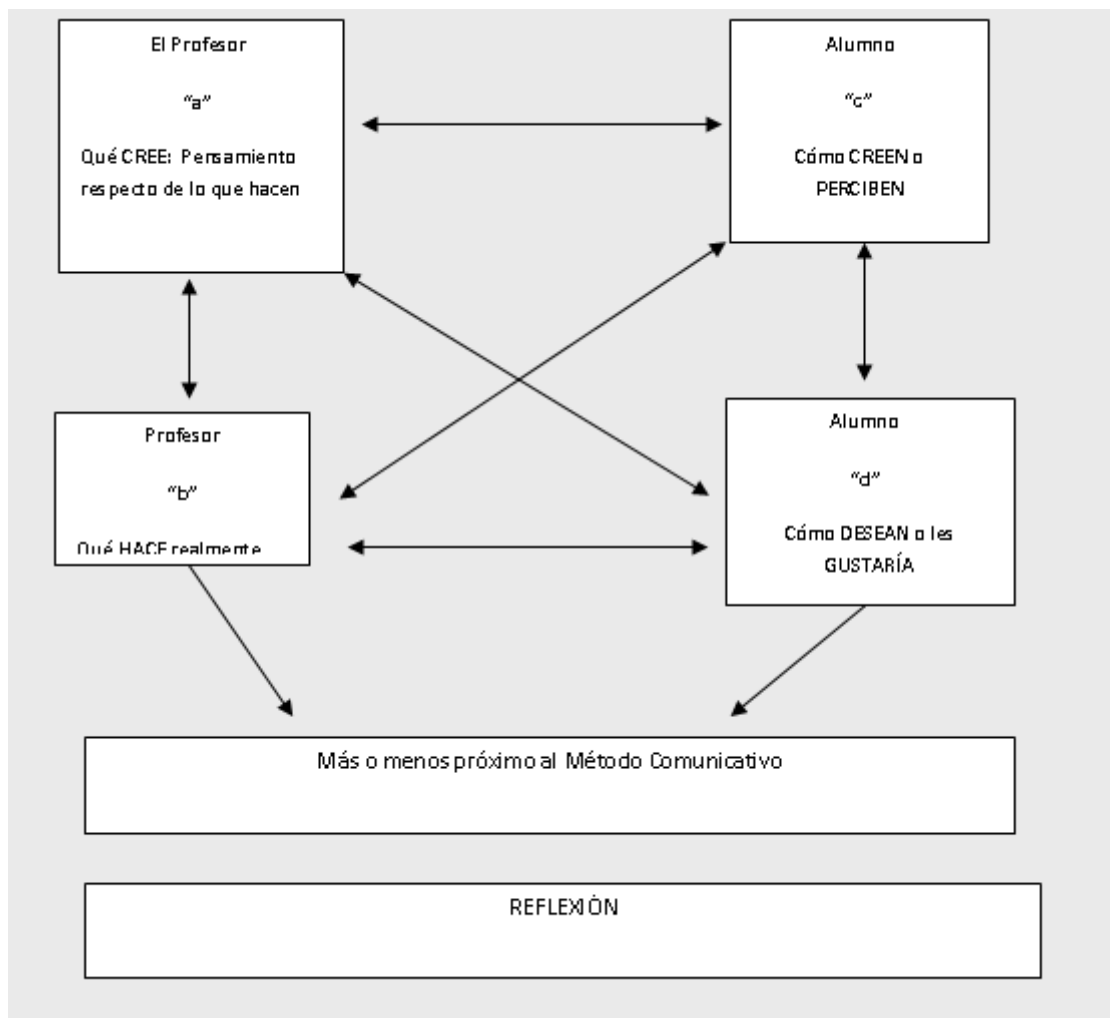 El Profesor
“a”
Qué CREE: Pensamiento
respecto de lo que hacen
Alumno
“c”
Cómo CREEN o
PERCIBEN
Profesor
“b”
Qué HACE realmente
Alumno
“d”
Cómo DESEAN o les
GUSTARÍA
Más o menos próximo al Método Comunicativo
REFLEXIÓN